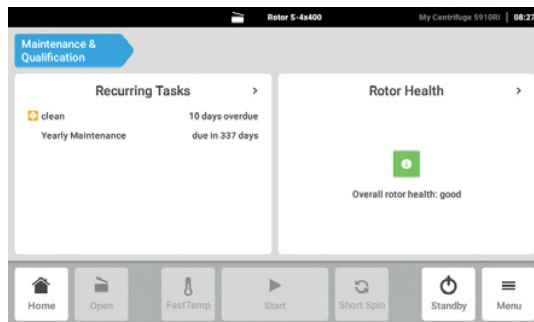 Rotor S-4x400
My Centrifuge 5910Ri | 08:27
Maintenance &
Qualification
Recurring Tasks >
clean 10 days overdue
Yearly Maintenance due in 337 days
Rotor Health >
Overall rotor health: good
Home
Open
FastTemp
Start
Short Spin
Standby
Menu